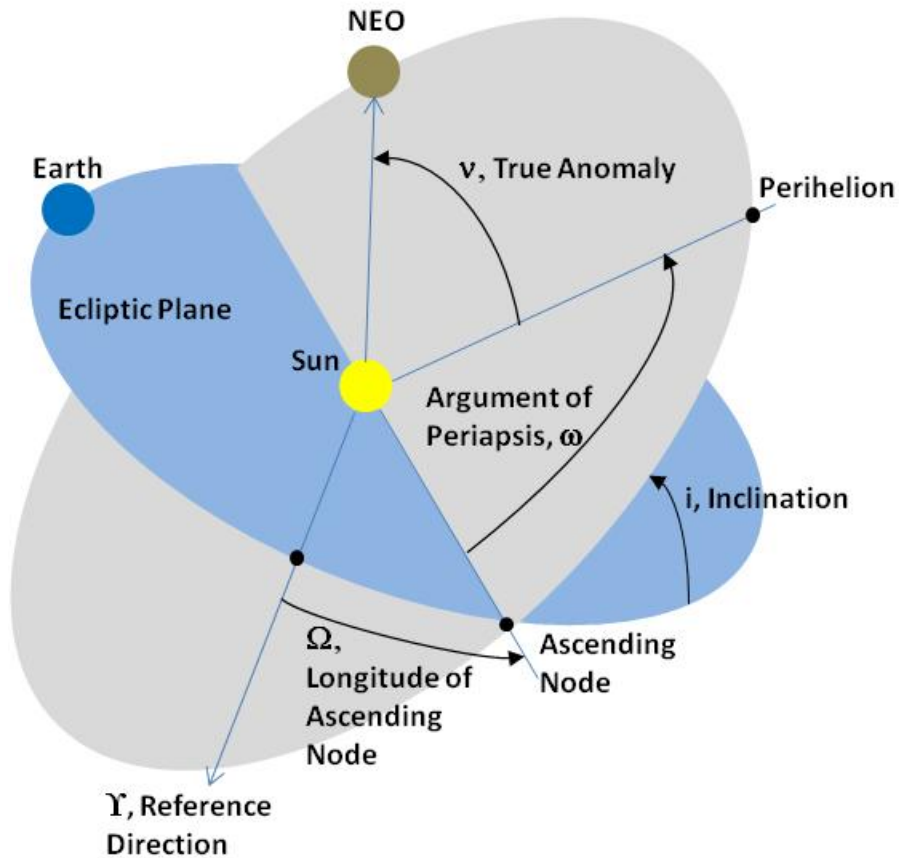 NEO
Earth
ν, True Anomaly
Perihelion
Ecliptic Plane
Sun
Argument of
Periapsis, ω
i, Inclination
Ω,
Longitude of
Ascending
Node
Ascending
Node
ϒ, Reference
Direction